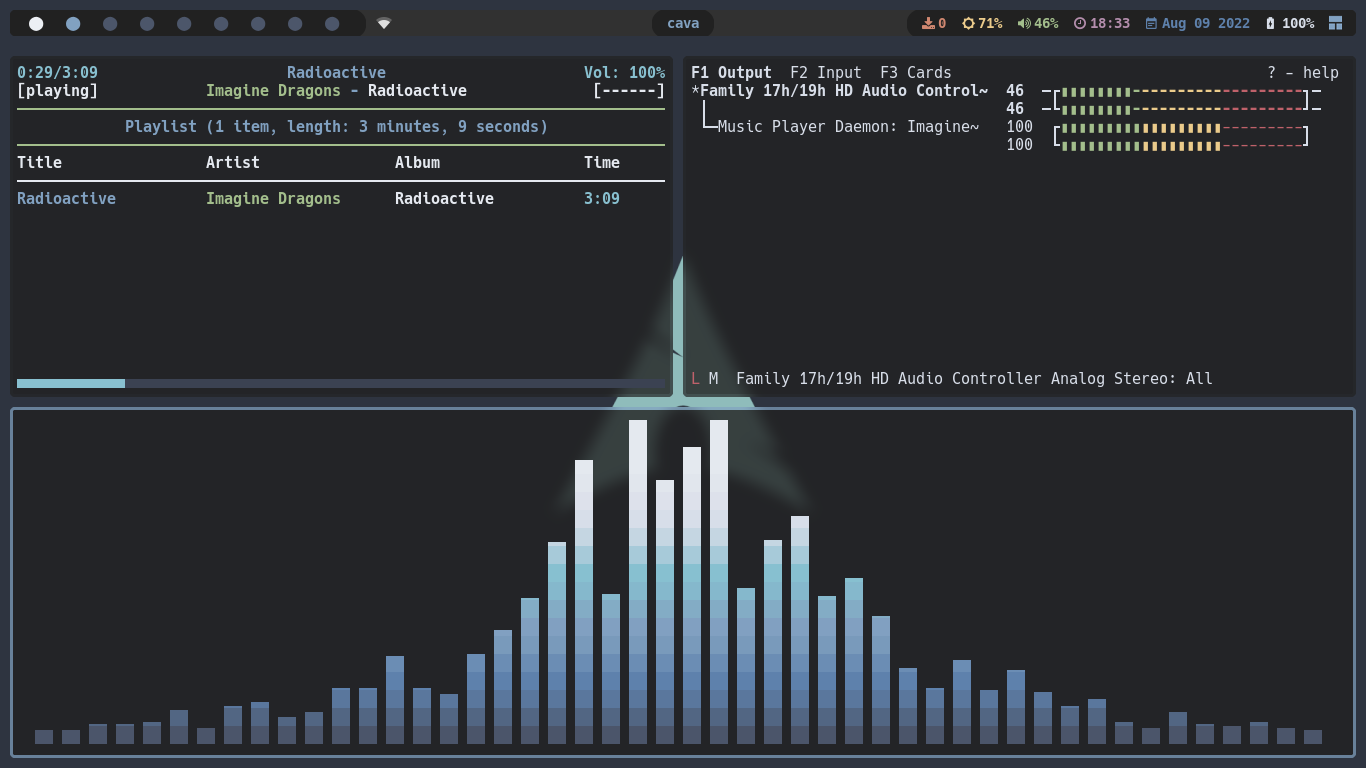 cava
0 71% 46% 18:33 Aug 09 2022 100%
0:29/3:09 Radioactive Vol: 100%
[playing] Imagine Dragons - Radioactive [------]
Playlist (1 item, length: 3 minutes, 9 seconds)
Title Artist Album Time
Radioactive Imagine Dragons Radioactive 3:09
F1 Output F2 Input F3 Cards ? - help
*Family 17h/19h HD Audio Control~ 46
46
Music Player Daemon: Imagine~ 100
100
L M Family 17h/19h HD Audio Controller Analog Stereo: All